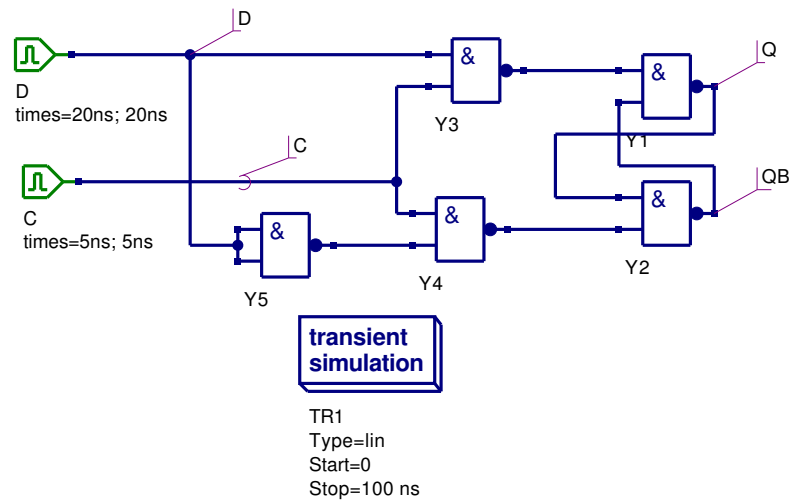 D
Q
&
&
D
times=20ns; 20ns
Y3
Y1
C
QB
C
times=5ns; 5ns
&
&
&
Y5
Y4
Y2
transient
simulation
TR1
Type=lin
Start=0
Stop=100 ns